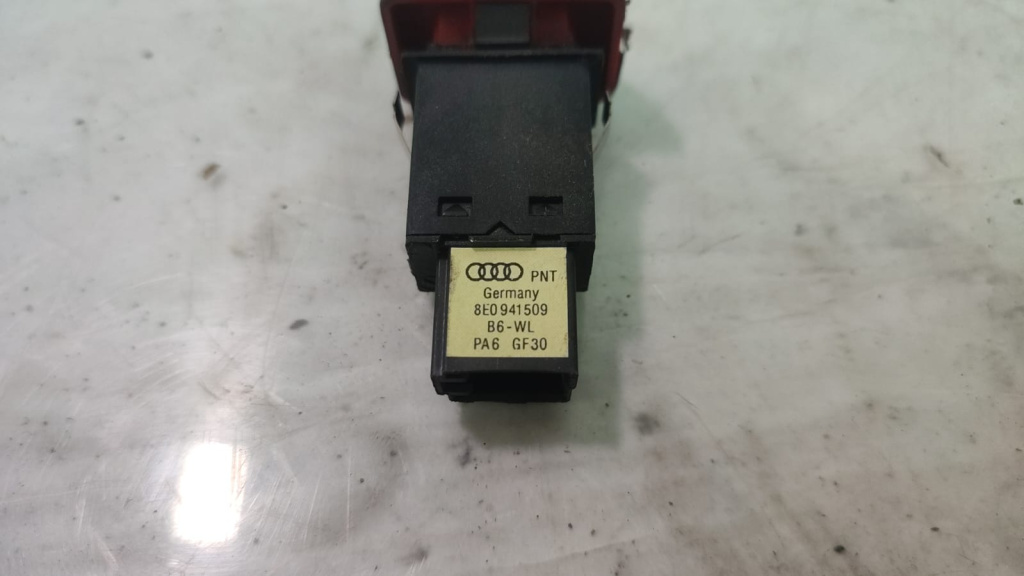 PNT
Germany
8E0 941509
B6-WL
PA6 GF30